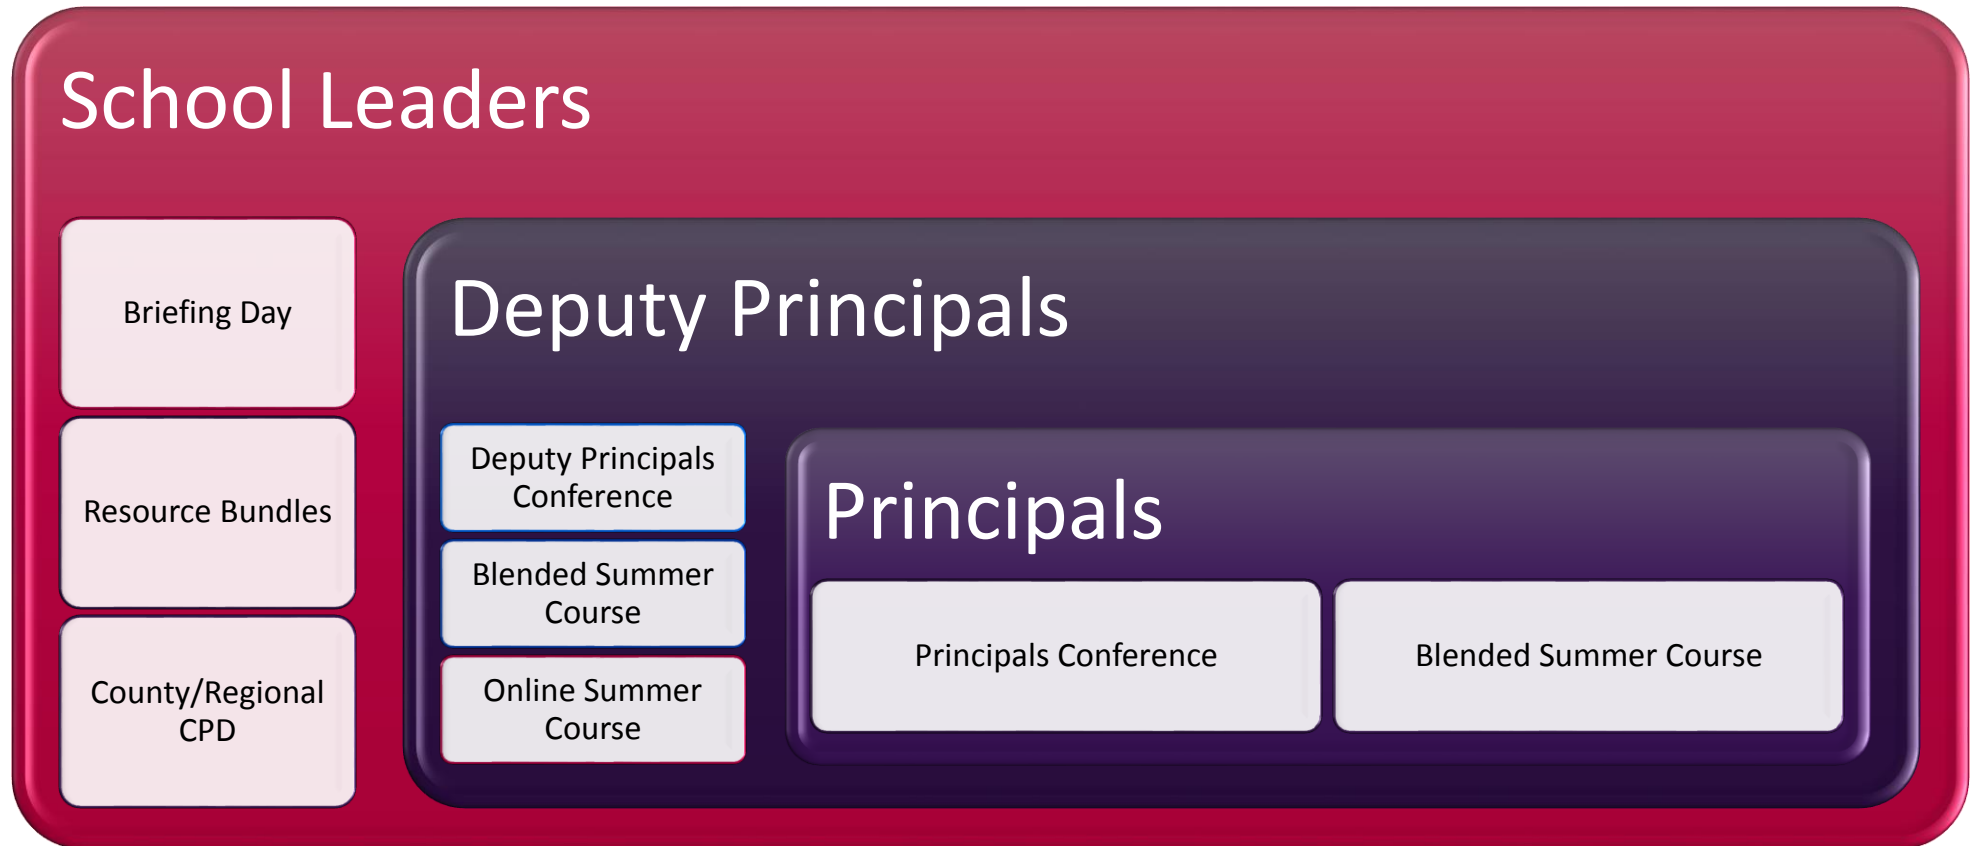 School Leaders
Briefing Day
Resource Bundles
County/Regional
CPD
Deputy Principals
Deputy Principals
Conference
Blended Summer
Course
Online Summer
Course
Principals
Principals Conference
Blended Summer Course